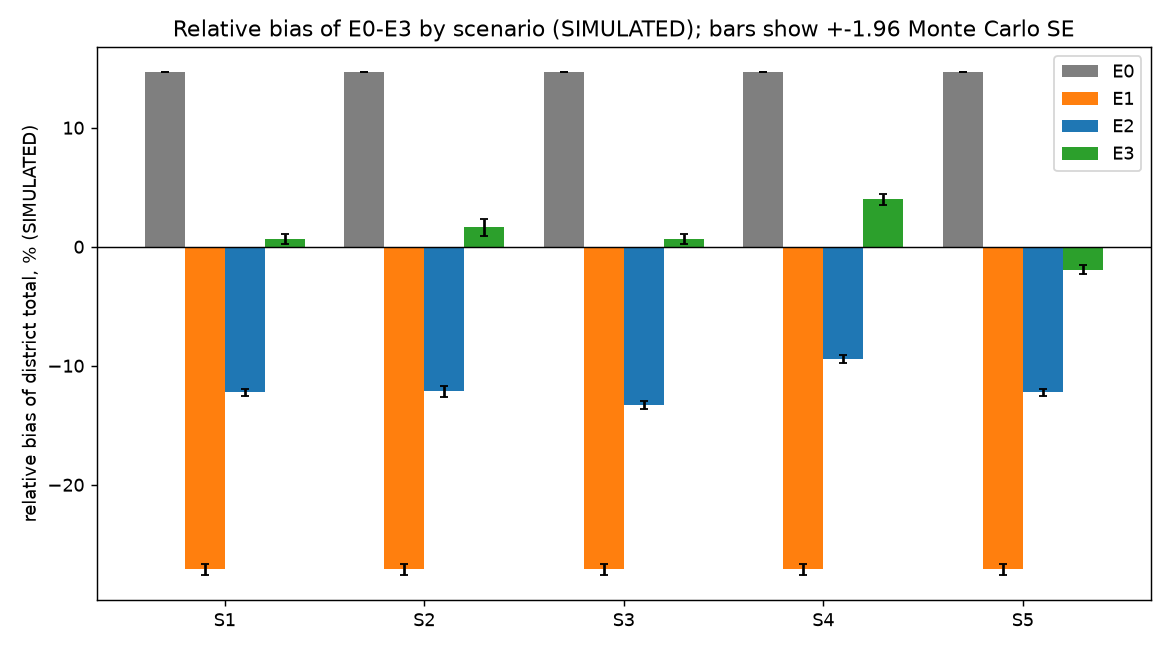 Relative bias of E0-E3 by scenario (SIMULATED); bars show +-1.96 Monte Carlo SE
relative bias of district total, % (SIMULATED)
10
0
−10
−20
S1
S2
S3
S4
S5
E0
E1
E2
E3